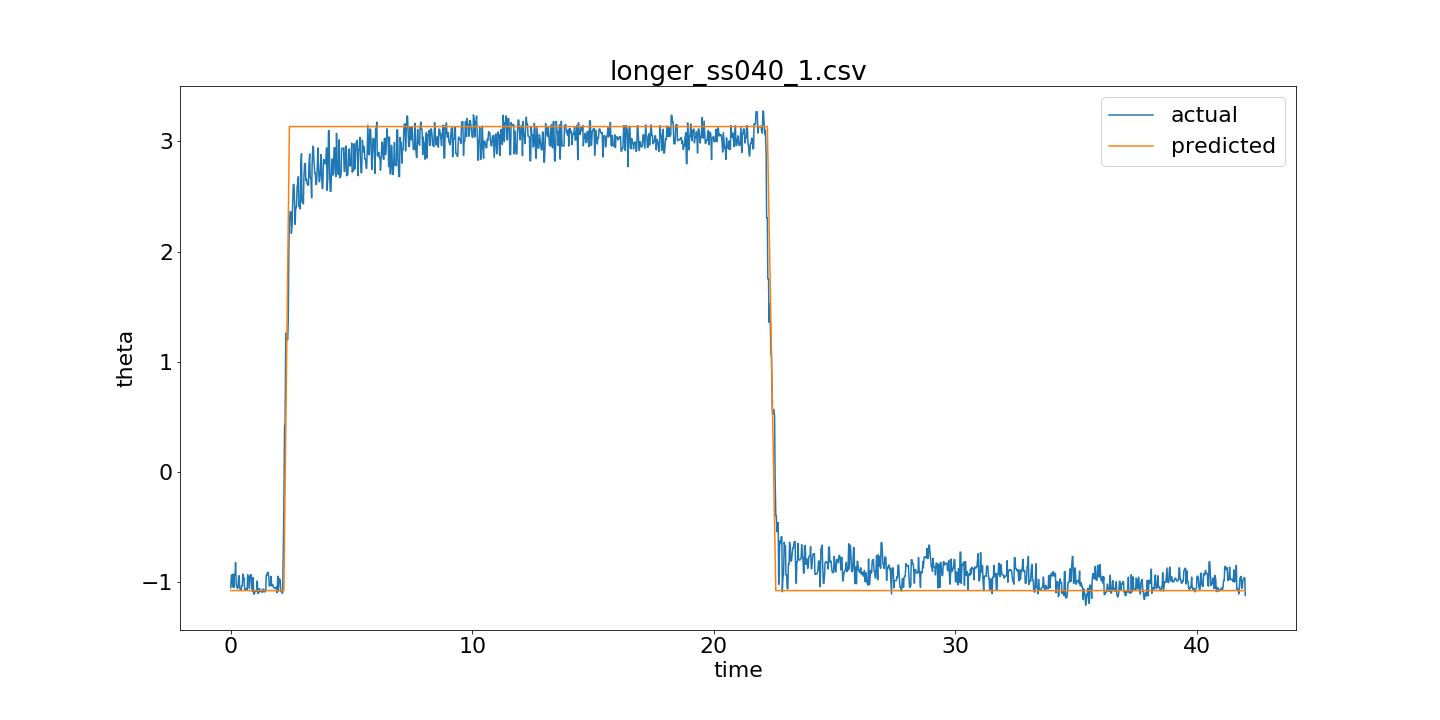 longer_ss040_1.csv
actual
predicted
theta
3
2
1
0
−1
0 10 20 30 40
time